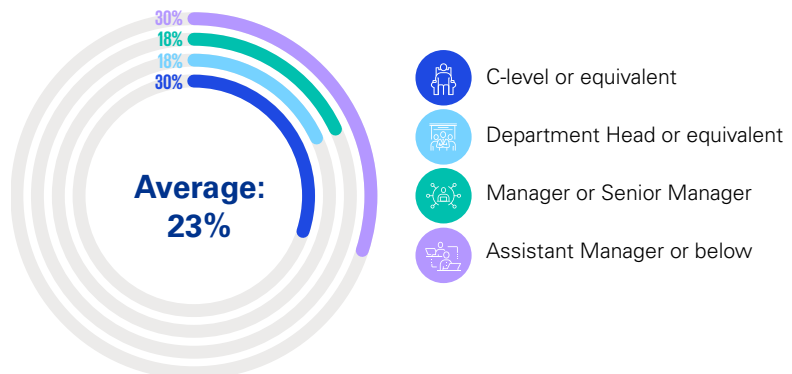 30%
18%
18%
30%
Average:
23%
C-level or equivalent
Department Head or equivalent
Manager or Senior Manager
Assistant Manager or below